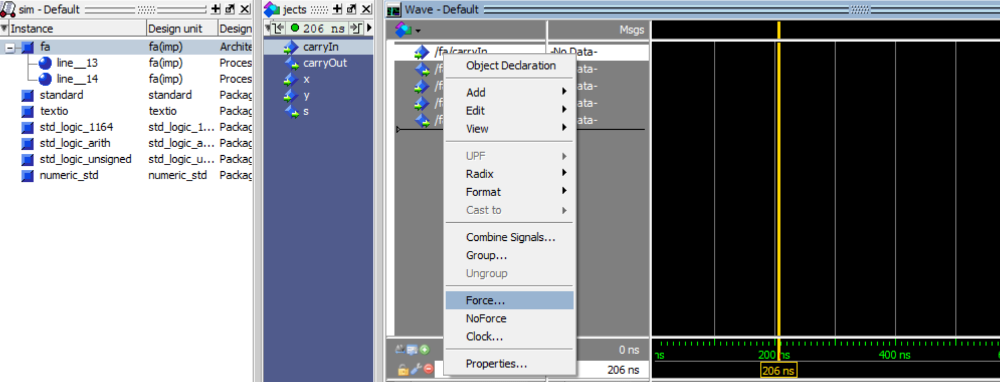 sim - Default
Instance Design unit Design
fa fa(imp) Archite
line__13 fa(imp) Proces
line__14 fa(imp) Proces
standard standard Packag
textio textio Packag
std_logic_1164 std_logic_1... Packag
std_logic_arith std_logic_a... Packag
std_logic_unsigned std_logic_u... Packag
numeric_std numeric_std Packag
jects
206 ns
carryIn
carryOut
x
y
s
Wave - Default
Msgs
/fa/carryIn -No Data-
/f ata-
/f ata-
/f ata-
/f ata-
Object Declaration
Add
Edit
View
UPF
Radix
Format
Cast to
Combine Signals...
Group...
Ungroup
Force...
NoForce
Clock...
Properties...
0 ns
206 ns
ns 200 ns 400 ns
206 ns